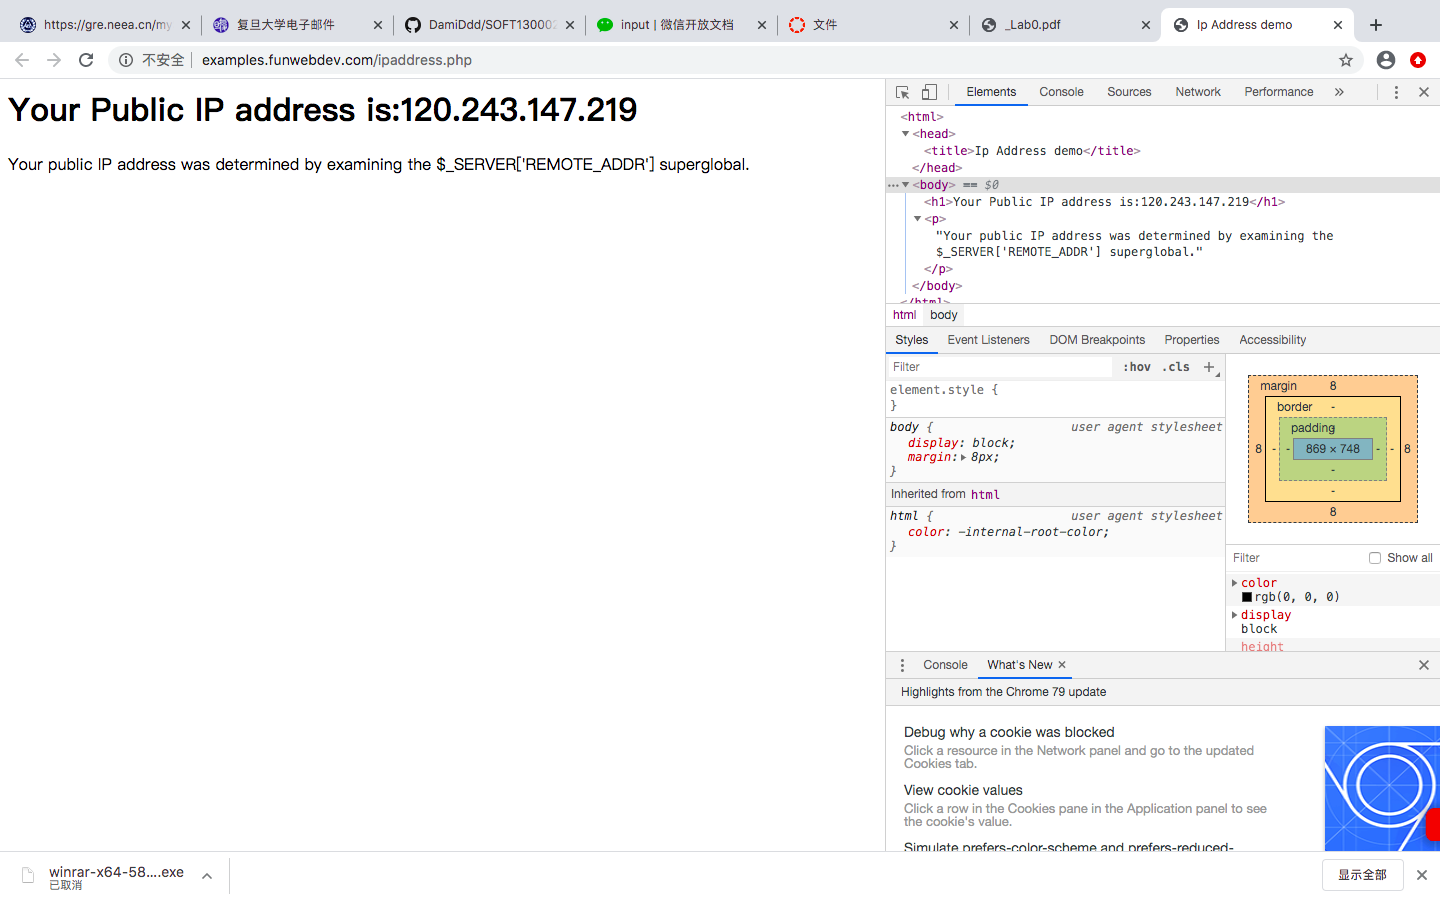 https://gre.neea.cn/my
复旦大学电子邮件
DamiDdd/SOFT130002
input | 微信开放文档
文件
_Lab0.pdf
Ip Address demo
不安全
examples.funwebdev.com/ipaddress.php
Your Public IP address is:120.243.147.219
Your public IP address was determined by examining the $_SERVER['REMOTE_ADDR'] superglobal.
Elements
Console
Sources
Network
Performance
»
<html>
<head>
<title>Ip Address demo</title>
</head>
<body> == $0
<h1>Your Public IP address is:120.243.147.219</h1>
<p>
"Your public IP address was determined by examining the
$_SERVER['REMOTE_ADDR'] superglobal."
</p>
</body>
</html>
html
body
Styles
Event Listeners
DOM Breakpoints
Properties
Accessibility
Filter
:hov
.cls
element.style {
}
body {
user agent stylesheet
display: block;
margin: 8px;
}
Inherited from html
html {
user agent stylesheet
color: -internal-root-color;
}
margin
8
border
-
padding
-
8
-
-
869 × 748
-
-
8
-
-
8
Filter
Show all
color
rgb(0, 0, 0)
display
block
height
Console
What's New
Highlights from the Chrome 79 update
Debug why a cookie was blocked
Click a resource in the Network panel and go to the updated
Cookies tab.
View cookie values
Click a row in the Cookies pane in the Application panel to see
the cookie's value.
Simulate prefers-color-scheme and prefers-reduced-
winrar-x64-58....exe
已取消
显示全部